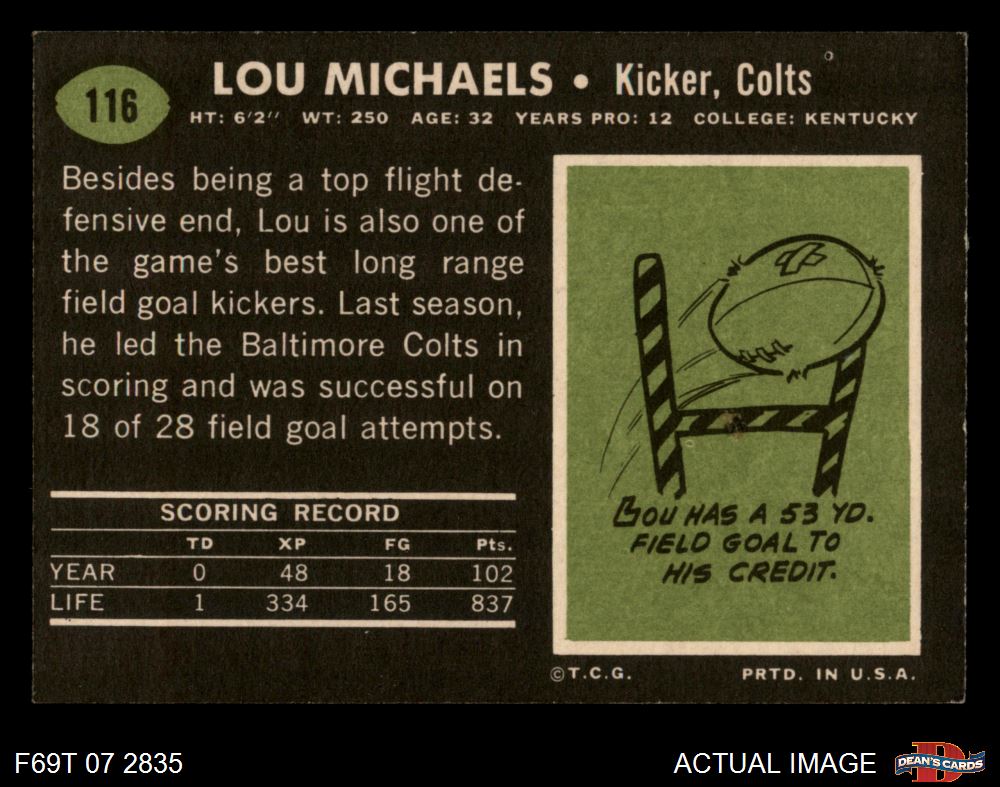 116
LOU MICHAELS • Kicker, Colts
HT: 6'2" WT: 250 AGE: 32 YEARS PRO: 12 COLLEGE: KENTUCKY
Besides being a top flight de-
fensive end, Lou is also one of
the game's best long range
field goal kickers. Last season,
he led the Baltimore Colts in
scoring and was successful on
18 of 28 field goal attempts.
SCORING RECORD
TD XP FG Pts.
YEAR 0 48 18 102
LIFE 1 334 165 837
LOU HAS A 53 YD.
FIELD GOAL TO
HIS CREDIT.
©T.C.G. PRTD. IN U.S.A.
F69T 07 2835
ACTUAL IMAGE
DEAN'S CARDS